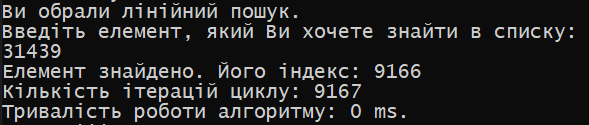 Ви обрали лінійний пошук.
Введіть елемент, який Ви хочете знайти в списку:
31439
Елемент знайдено. Його індекс: 9166
Кількість ітерацій циклу: 9167
Тривалість роботи алгоритму: 0 ms.